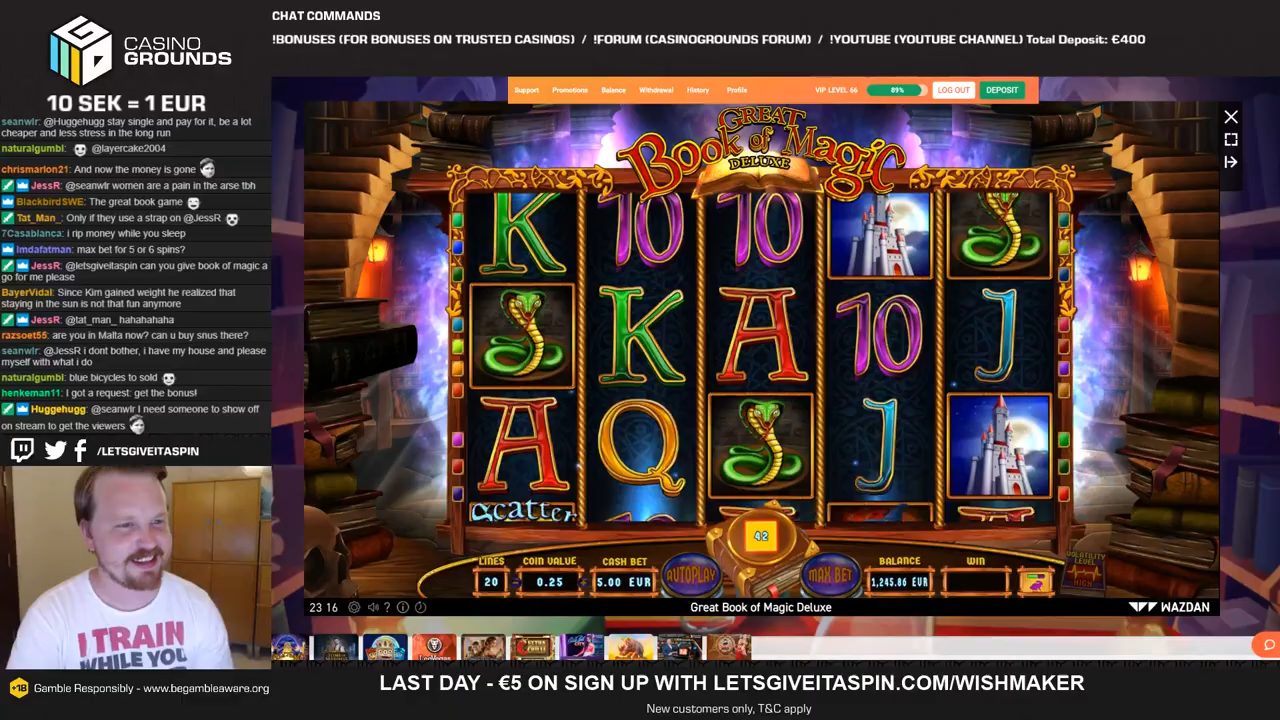 CHAT COMMANDS
!BONUSES (FOR BONUSES ON TRUSTED CASINOS) / !FORUM (CASINOGROUNDS FORUM) / !YOUTUBE (YOUTUBE CHANNEL) Total Deposit: €400
CASINO
GROUNDS
10 SEK = 1 EUR
seanwlr: @Huggehugg stay single and pay for it, be a lot
cheaper and less stress in the long run
naturalgumbl: @layercake2004
chrismarlon21: And now the money is gone
JessR: @seanwlr women are a pain in the arse tbh
BlackbirdSWE: The great book game
Tat_Man_: Only if they use a strap on @JessR
7Casablanca: i rip money while you sleep
Imdafatman: max bet for 5 or 6 spins?
JessR: @letsgiveitaspin can you give book of magic a
go for me please
BayerVidal: Since Kim gained weight he realized that
staying in the sun is not that fun anymore
JessR: @tat_man_ hahahahaha
razsoet55: are you in Malta now? can u buy snus there?
seanwlr: @JessR i dont bother, i have my house and please
myself with what i do
naturalgumbl: blue bicycles to sold
henkeman11: I got a request: get the bonus!
Huggehugg: @seanwlr I need someone to show off
on stream to get the viewers
/LETSGIVEITASPIN
Support Promotions Balance Withdrawal History Profile VIP LEVEL 66 89% LOG OUT DEPOSIT
GREAT
Book of Magic
DELUXE
K 10 10
K A 10 J
A Q J
Scatter
42
LINES COIN VALUE CASH BET AUTOPLAY MAX BET BALANCE WIN
20 0.25 5.00 EUR 1,245.86 EUR
VOLATILITY
LEVEL
HIGH
23 16 Great Book of Magic Deluxe WAZDAN
I TRAIN
WHILE YOU
+18 Gamble Responsibly - www.begambleaware.org
LAST DAY - €5 ON SIGN UP WITH LETSGIVEITASPIN.COM/WISHMAKER
New customers only, T&C apply